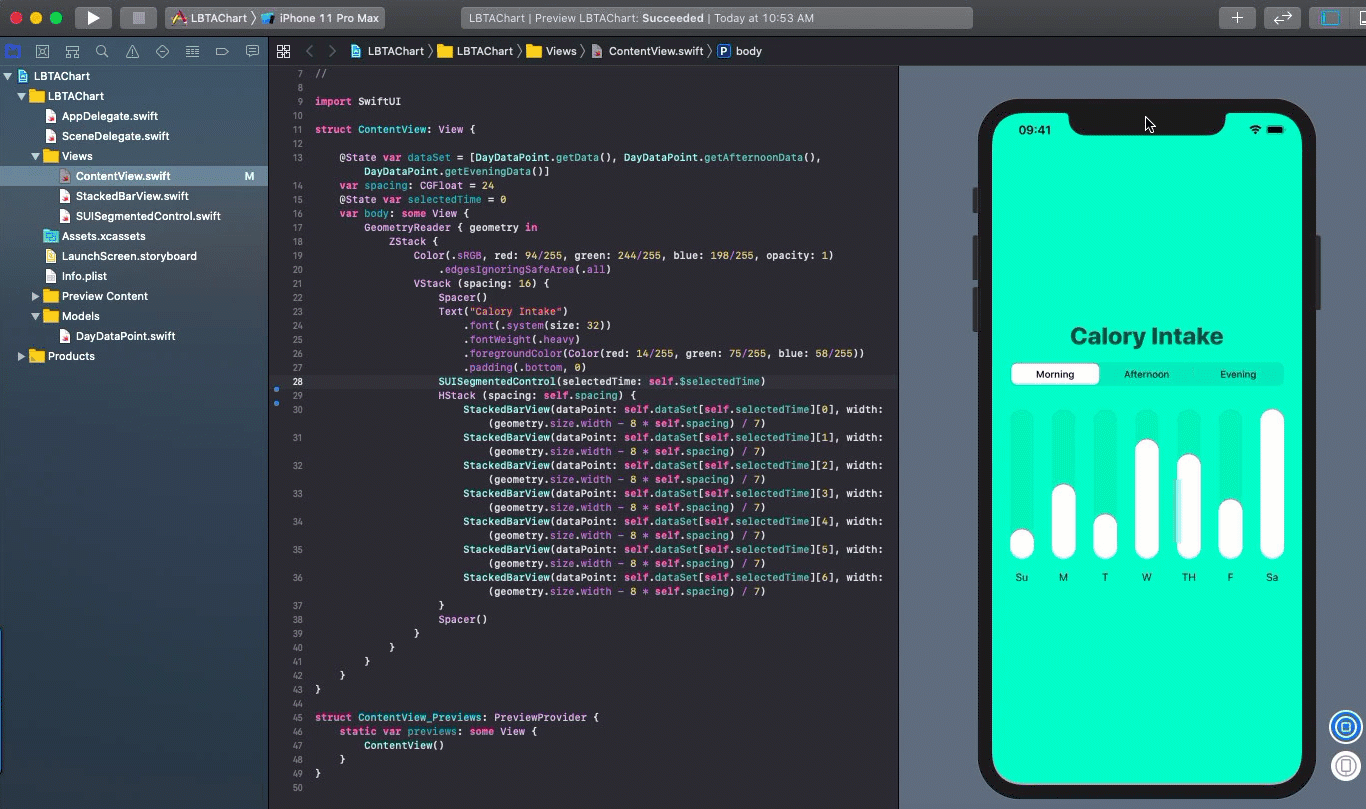 LBTAChart
iPhone 11 Pro Max
LBTAChart | Preview LBTAChart: Succeeded | Today at 10:53 AM
LBTAChart
LBTAChart
Views
ContentView.swift
P
body
LBTAChart
LBTAChart
AppDelegate.swift
SceneDelegate.swift
Views
ContentView.swift
M
StackedBarView.swift
SUISegmentedControl.swift
Assets.xcassets
LaunchScreen.storyboard
Info.plist
Preview Content
Models
DayDataPoint.swift
Products
7 //
8
9 import SwiftUI
10
11 struct ContentView: View {
12
13 @State var dataSet = [DayDataPoint.getData(), DayDataPoint.getAfternoonData(),
DayDataPoint.getEveningData()]
14 var spacing: CGFloat = 24
15 @State var selectedTime = 0
16 var body: some View {
17 GeometryReader { geometry in
18 ZStack {
19 Color(.sRGB, red: 94/255, green: 244/255, blue: 198/255, opacity: 1)
20 .edgesIgnoringSafeArea(.all)
21 VStack (spacing: 16) {
22 Spacer()
23 Text("Calory Intake")
24 .font(.system(size: 32))
25 .fontWeight(.heavy)
26 .foregroundColor(Color(red: 14/255, green: 75/255, blue: 58/255))
27 .padding(.bottom, 0)
28 SUISegmentedControl(selectedTime: self.$selectedTime)
29 HStack (spacing: self.spacing) {
30 StackedBarView(dataPoint: self.dataSet[self.selectedTime][0], width:
(geometry.size.width - 8 * self.spacing) / 7)
31 StackedBarView(dataPoint: self.dataSet[self.selectedTime][1], width:
(geometry.size.width - 8 * self.spacing) / 7)
32 StackedBarView(dataPoint: self.dataSet[self.selectedTime][2], width:
(geometry.size.width - 8 * self.spacing) / 7)
33 StackedBarView(dataPoint: self.dataSet[self.selectedTime][3], width:
(geometry.size.width - 8 * self.spacing) / 7)
34 StackedBarView(dataPoint: self.dataSet[self.selectedTime][4], width:
(geometry.size.width - 8 * self.spacing) / 7)
35 StackedBarView(dataPoint: self.dataSet[self.selectedTime][5], width:
(geometry.size.width - 8 * self.spacing) / 7)
36 StackedBarView(dataPoint: self.dataSet[self.selectedTime][6], width:
(geometry.size.width - 8 * self.spacing) / 7)
37 }
38 Spacer()
39 }
40 }
41 }
42 }
43 }
44
45 struct ContentView_Previews: PreviewProvider {
46 static var previews: some View {
47 ContentView()
48 }
49 }
50
09:41
Calory Intake
Morning Afternoon Evening
Su M T W TH F Sa